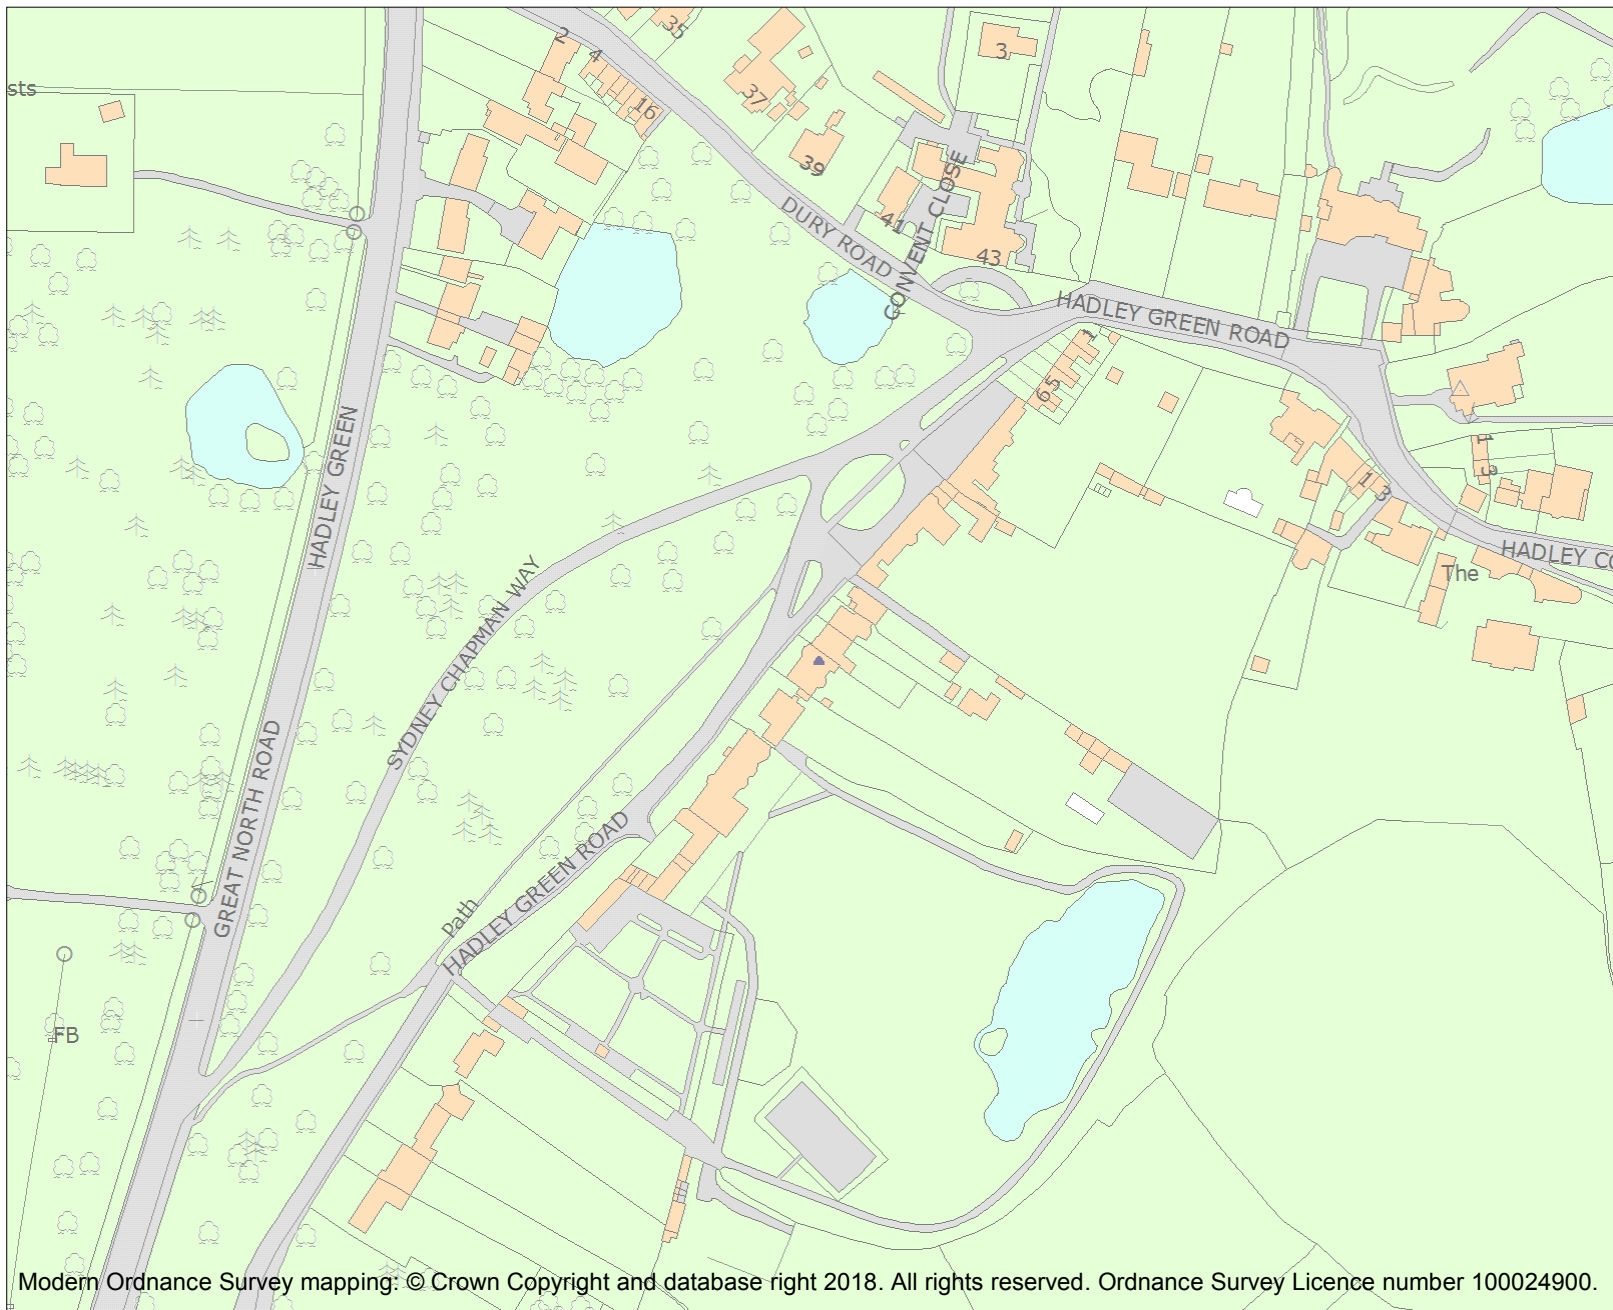 35
2
4
3
sts
37
16
39
CONVENT CLOSE
41
DURY ROAD
43
HADLEY GREEN ROAD
1
65
HADLEY GREEN
1
3
1 3
HADLEY CO
The
SYDNEY CHAPMAN WAY
GREAT NORTH ROAD
HADLEY GREEN ROAD
Path
FB
Modern Ordnance Survey mapping: © Crown Copyright and database right 2018. All rights reserved. Ordnance Survey Licence number 100024900.